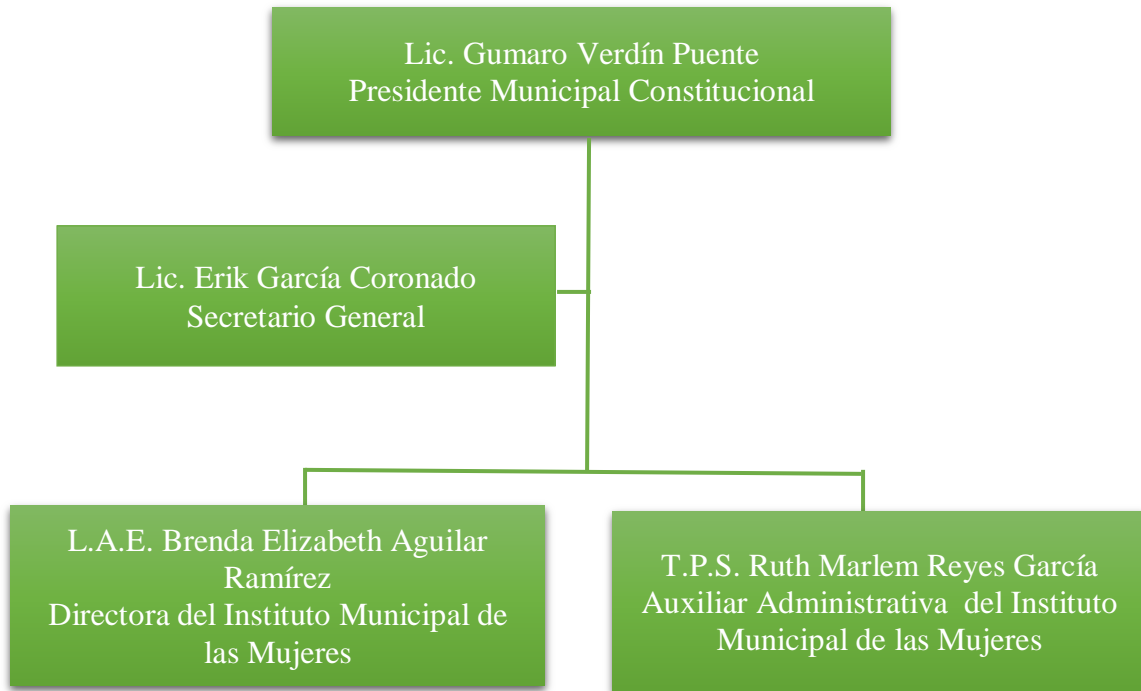 Lic. Gumaro Verdín Puente
Presidente Municipal Constitucional
Lic. Erik García Coronado
Secretario General
L.A.E. Brenda Elizabeth Aguilar
Ramírez
Directora del Instituto Municipal de
las Mujeres
T.P.S. Ruth Marlem Reyes García
Auxiliar Administrativa  del Instituto
Municipal de las Mujeres